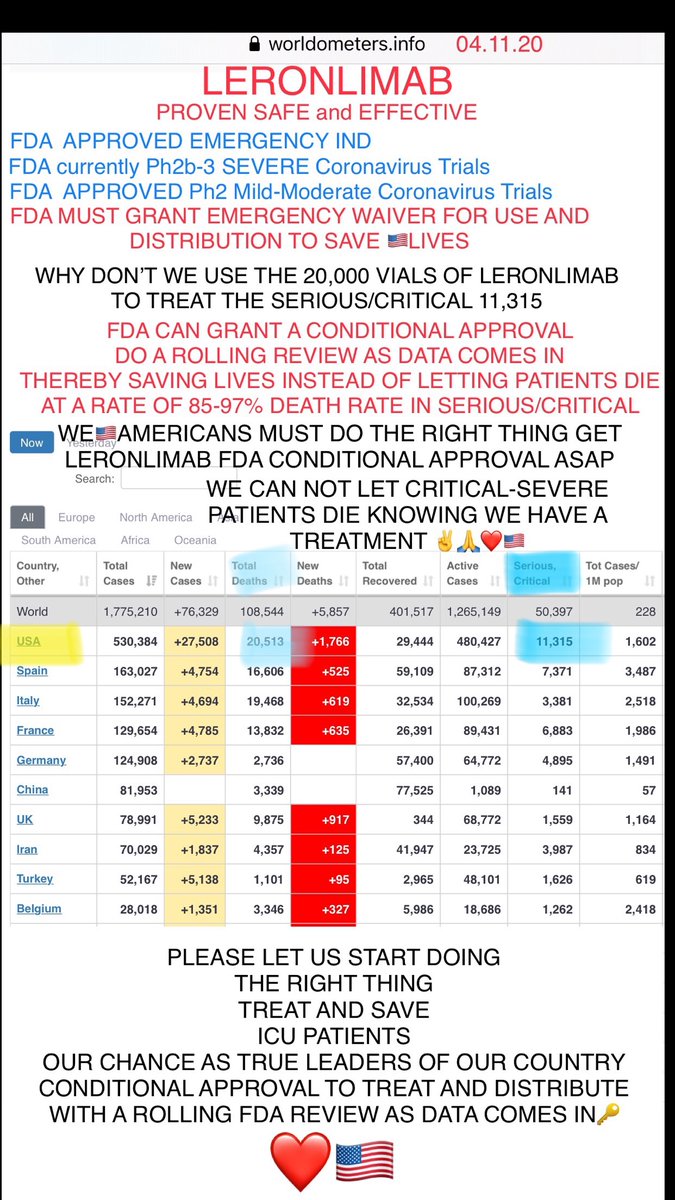 worldometers.info 04.11.20
LERONLIMAB
PROVEN SAFE and EFFECTIVE
FDA APPROVED EMERGENCY IND
FDA currently Ph2b-3 SEVERE Coronavirus Trials
FDA APPROVED Ph2 Mild-Moderate Coronavirus Trials
FDA MUST GRANT EMERGENCY WAIVER FOR USE AND
DISTRIBUTION TO SAVE 🇺🇸LIVES
WHY DON’T WE USE THE 20,000 VIALS OF LERONLIMAB
TO TREAT THE SERIOUS/CRITICAL 11,315
FDA CAN GRANT A CONDITIONAL APPROVAL
DO A ROLLING REVIEW AS DATA COMES IN
THEREBY SAVING LIVES INSTEAD OF LETTING PATIENTS DIE
AT A RATE OF 85-97% DEATH RATE IN SERIOUS/CRITICAL
WE🇺🇸AMERICANS MUST DO THE RIGHT THING GET
Now Yesterday
LERONLIMAB FDA CONDITIONAL APPROVAL ASAP
Search:
WE CAN NOT LET CRITICAL-SEVERE
All Europe North America
PATIENTS DIE KNOWING WE HAVE A
South America Africa Oceania
TREATMENT ✌️🙏❤️🇺🇸
Country, Other Total Cases New Cases Total Deaths New Deaths Total Recovered Active Cases Serious, Critical Tot Cases/ 1M pop
World 1,775,210 +76,329 108,544 +5,857 401,517 1,265,149 50,397 228
USA 530,384 +27,508 20,513 +1,766 29,444 480,427 11,315 1,602
Spain 163,027 +4,754 16,606 +525 59,109 87,312 7,371 3,487
Italy 152,271 +4,694 19,468 +619 32,534 100,269 3,381 2,518
France 129,654 +4,785 13,832 +635 26,391 89,431 6,883 1,986
Germany 124,908 +2,737 2,736 57,400 64,772 4,895 1,491
China 81,953 3,339 77,525 1,089 141 57
UK 78,991 +5,233 9,875 +917 344 68,772 1,559 1,164
Iran 70,029 +1,837 4,357 +125 41,947 23,725 3,987 834
Turkey 52,167 +5,138 1,101 +95 2,965 48,101 1,626 619
Belgium 28,018 +1,351 3,346 +327 5,986 18,686 1,262 2,418
PLEASE LET US START DOING
THE RIGHT THING
TREAT AND SAVE
ICU PATIENTS
OUR CHANCE AS TRUE LEADERS OF OUR COUNTRY
CONDITIONAL APPROVAL TO TREAT AND DISTRIBUTE
WITH A ROLLING FDA REVIEW AS DATA COMES IN🔑
❤️🇺🇸